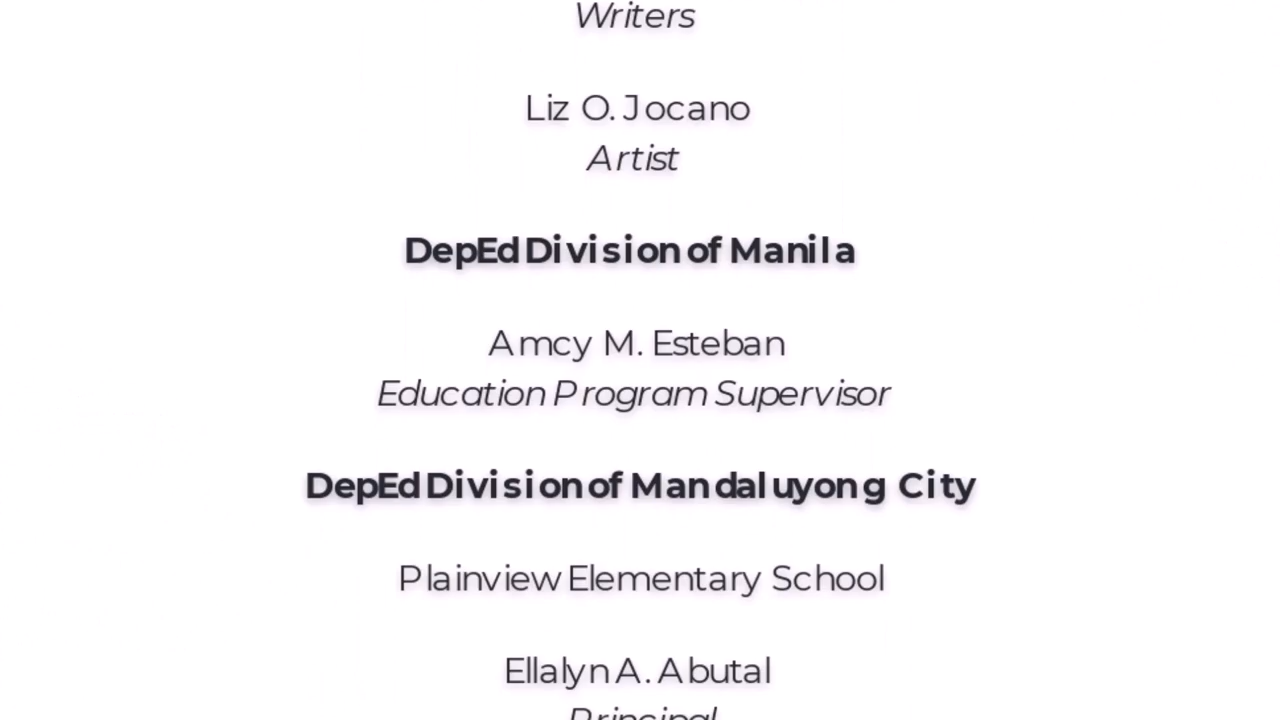 Writers
Liz O. Jocano
Artist
DepEd Division of Manila
Amcy M. Esteban
Education Program Supervisor
DepEd Division of Mandaluyong City
Plainview Elementary School
Ellalyn A. Abutal
Principal